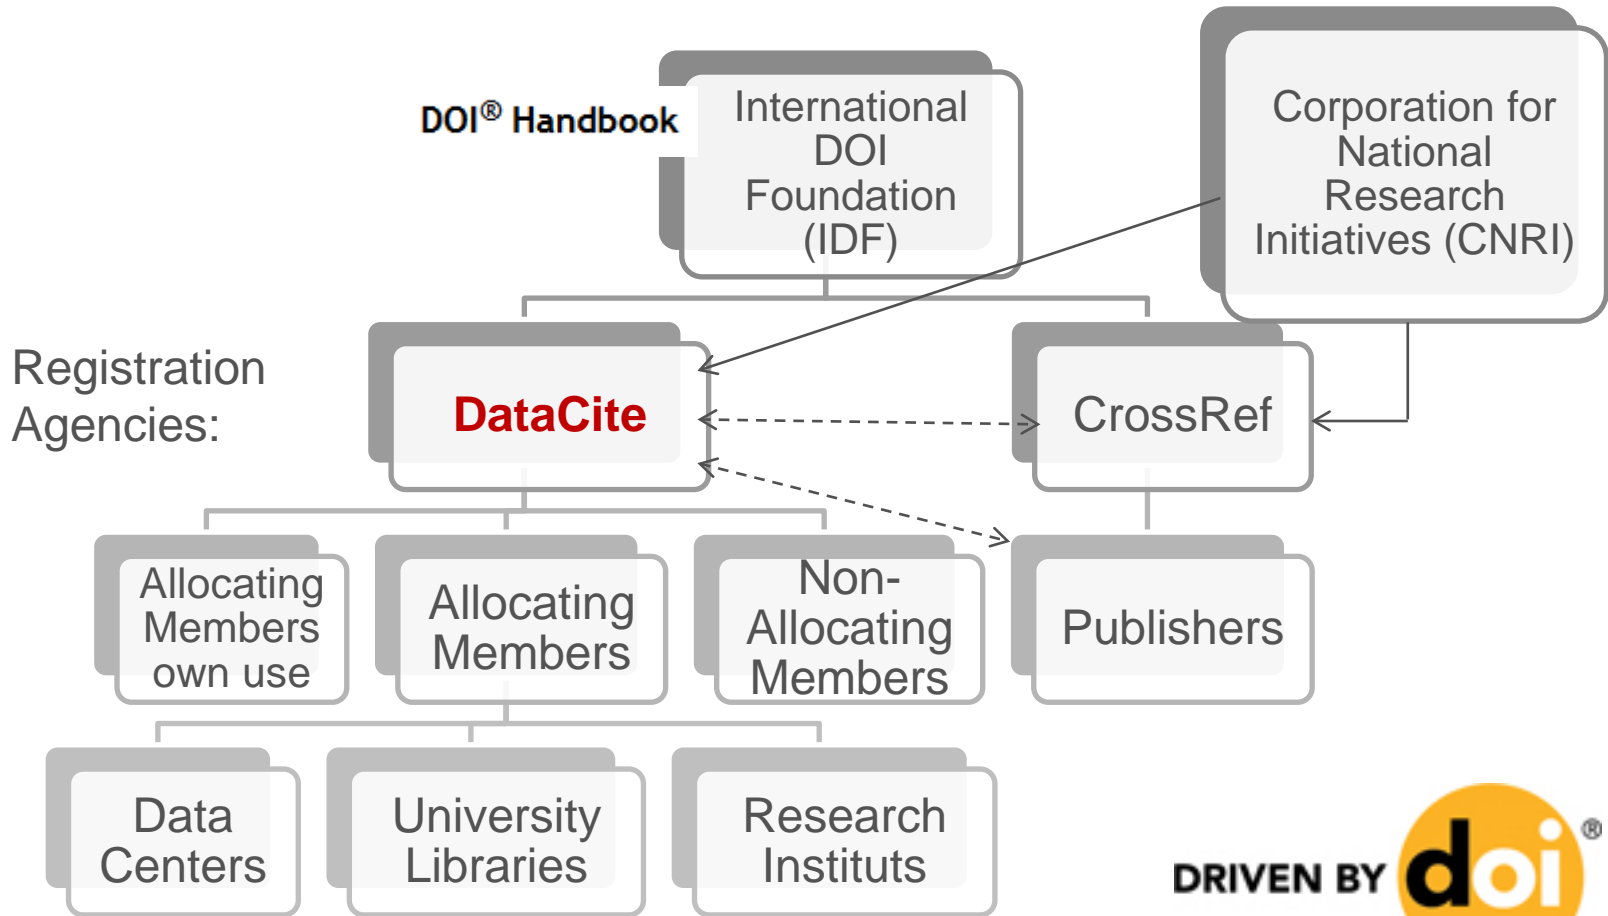 DOI® Handbook
International
DOI
Foundation
(IDF)
Corporation for
National
Research
Initiatives (CNRI)
Registration
Agencies:
DataCite
CrossRef
Allocating
Members
own use
Allocating
Members
Non-
Allocating
Members
Publishers
Data
Centers
University
Libraries
Research
Instituts
DRIVEN BY doi®